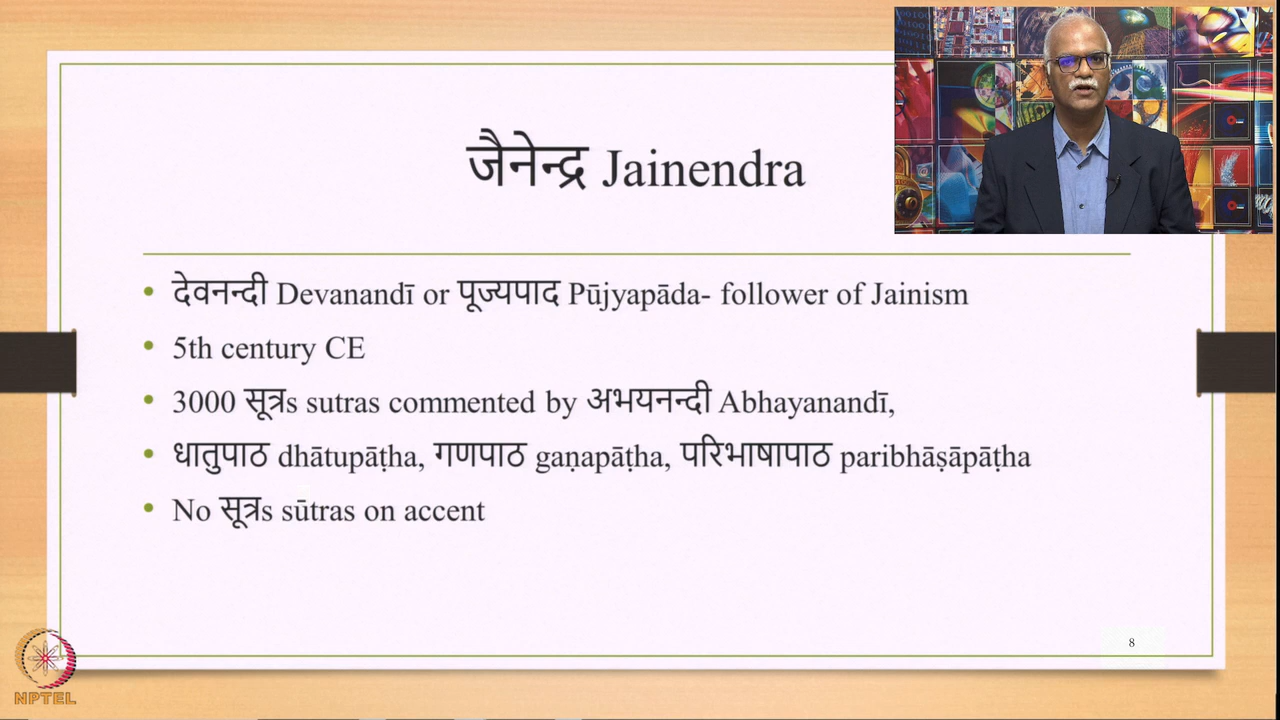 जैनेन्द्र Jainendra
• देवनन्दी Devanandī or पूज्यपाद Pūjyapāda- follower of Jainism
• 5th century CE
• 3000 सूत्रs sutras commented by अभयनन्दी Abhayanandī,
• धातुपाठ dhātupāṭha, गणपाठ gaṇapāṭha, परिभाषापाठ paribhāṣāpāṭha
• No सूत्रs sūtras on accent
8
NPTEL